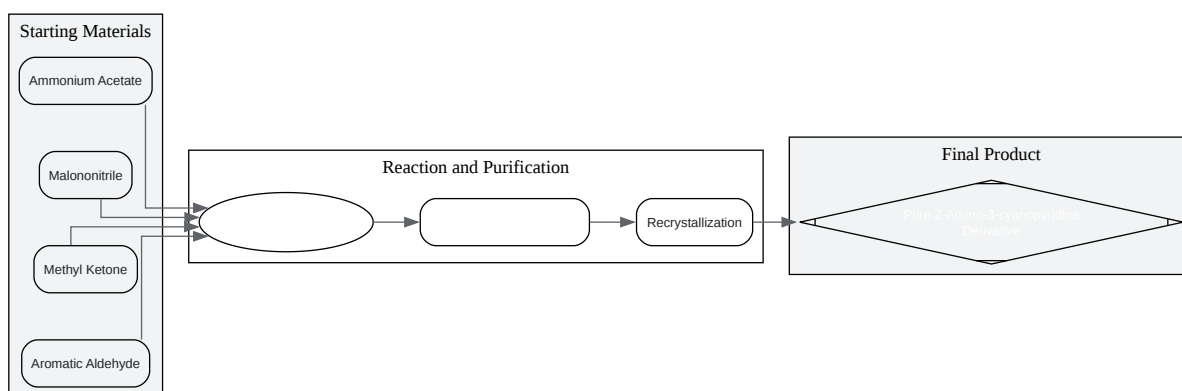 Starting Materials
Ammonium Acetate
Malononitrile
Methyl Ketone
Aromatic Aldehyde
Reaction and Purification
Recrystallization
Final Product
Pure 2-Amino-3-cyanopyridine
Derivative